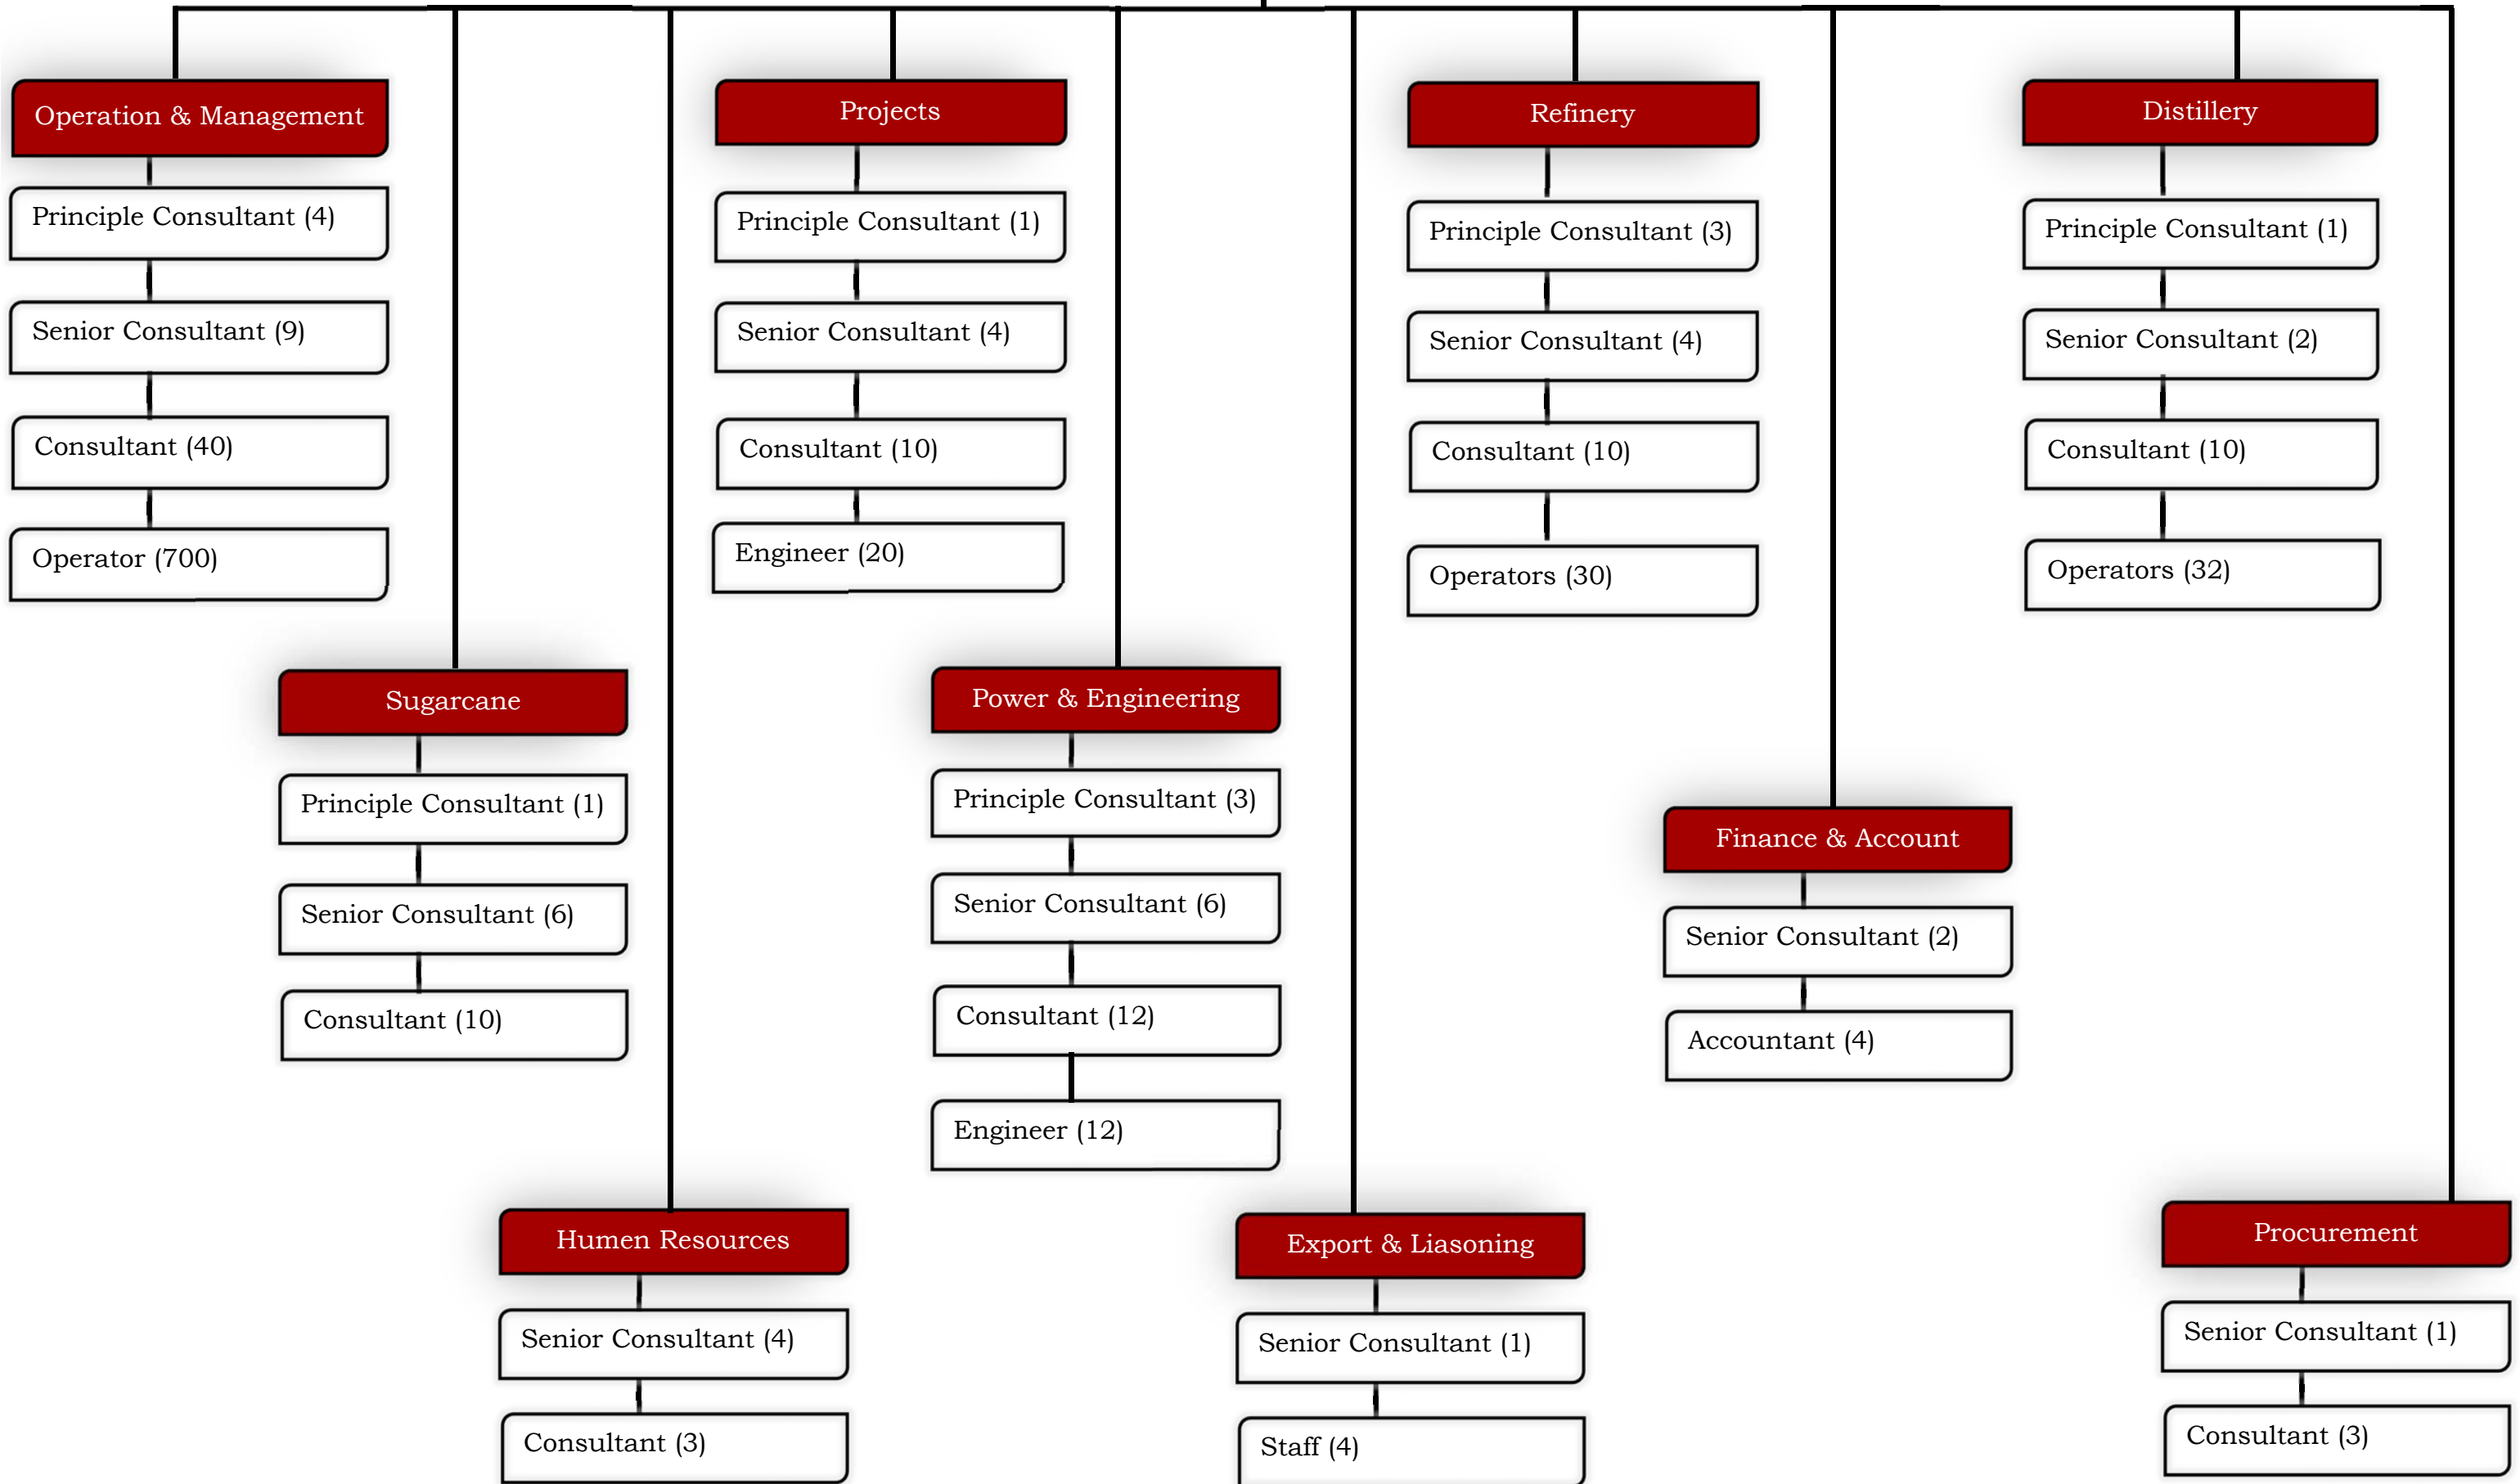 Operation & Management
Principle Consultant (4)
Senior Consultant (9)
Consultant (40)
Operator (700)
Projects
Principle Consultant (1)
Senior Consultant (4)
Consultant (10)
Engineer (20)
Refinery
Principle Consultant (3)
Senior Consultant (4)
Consultant (10)
Operators (30)
Distillery
Principle Consultant (1)
Senior Consultant (2)
Consultant (10)
Operators (32)
Sugarcane
Principle Consultant (1)
Senior Consultant (6)
Consultant (10)
Power & Engineering
Principle Consultant (3)
Senior Consultant (6)
Consultant (12)
Engineer (12)
Finance & Account
Senior Consultant (2)
Accountant (4)
Humen Resources
Senior Consultant (4)
Consultant (3)
Export & Liasoning
Senior Consultant (1)
Staff (4)
Procurement
Senior Consultant (1)
Consultant (3)